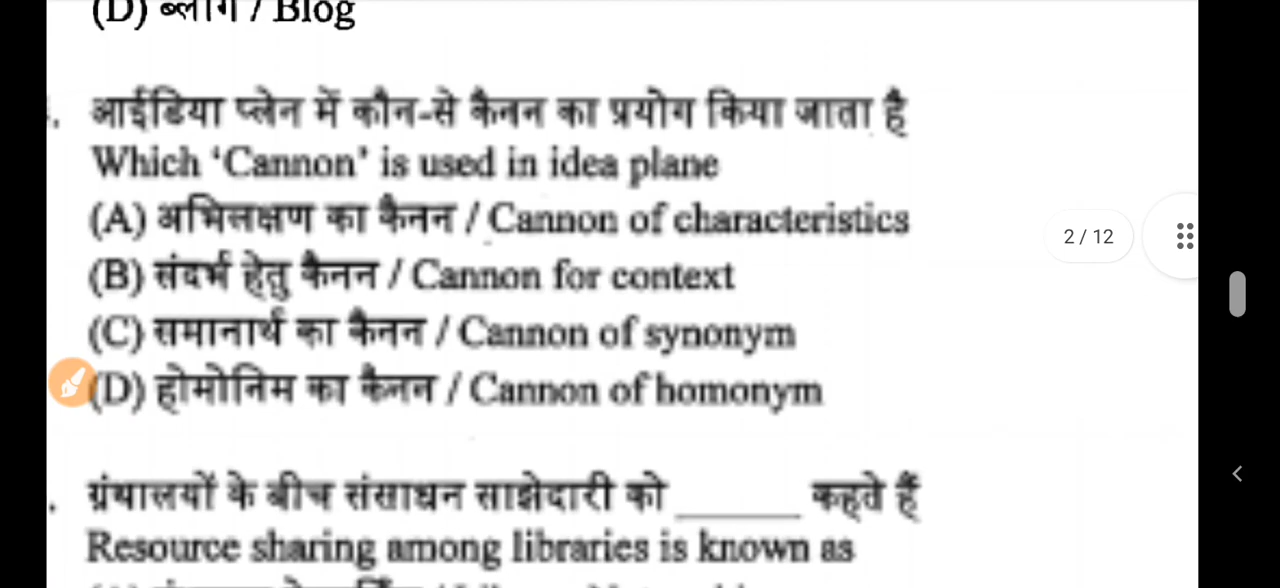 (D) ब्लॉग / Blog
आईडिया प्लेन में कौन-से कैनन का प्रयोग किया जाता है
Which ‘Cannon’ is used in idea plane
(A) अभिलक्षण का कैनन / Cannon of characteristics
2 / 12
(B) संदर्भ हेतु कैनन / Cannon for context
(C) समानार्थ का कैनन / Cannon of synonym
(D) होमोनिम का कैनन / Cannon of homonym
ग्रंथालयों के बीच संसाधन साझेदारी को ______ कहते हैं
Resource sharing among libraries is known as